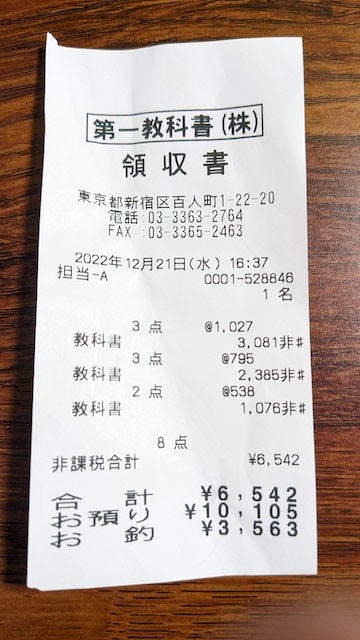 第一教科書(株)
領収書
東京都新宿区百人町1-22-20
電話:03-3363-2764
FAX :03-3365-2463
2022年12月21日(水) 16:37
担当-A 0001-528846
1 名
3 点 @1,027
教科書 3,081非#
3 点 @795
教科書 2,385非#
2 点 @538
教科書 1,076非#
8 点
非課税合計 ¥6,542
合計 ¥6,542
お預り ¥10,105
お釣 ¥3,563